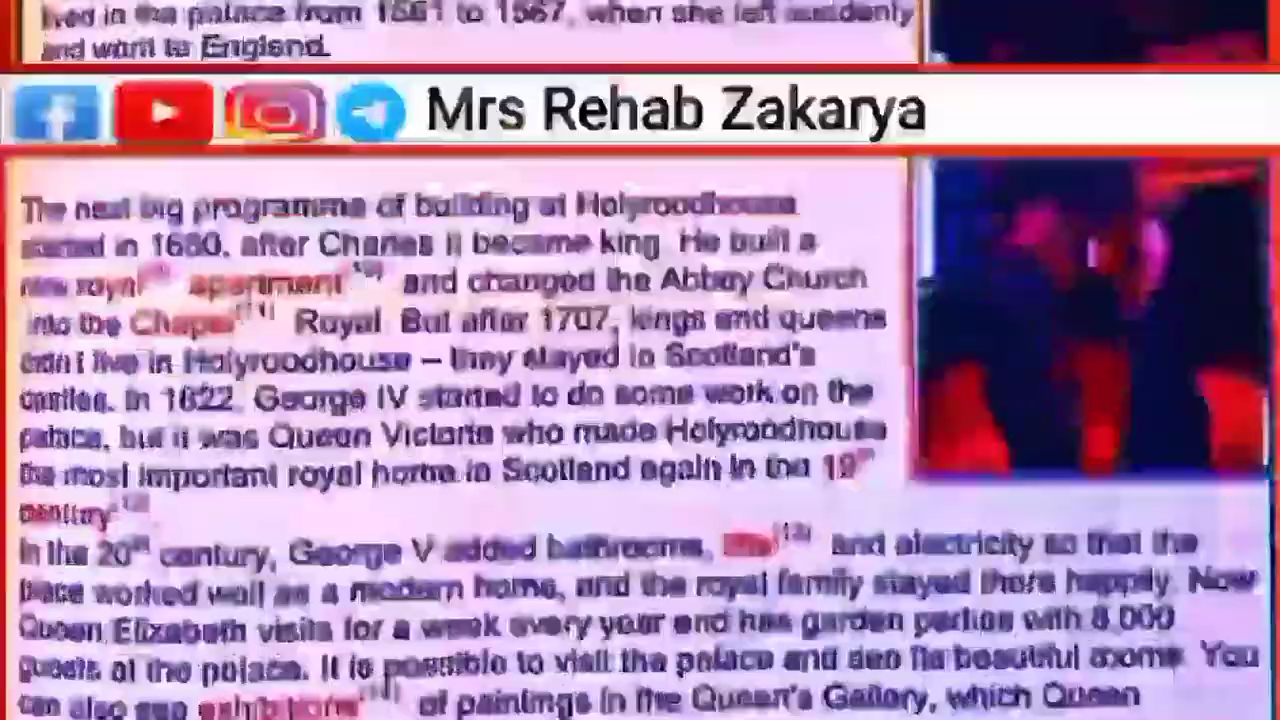 lived in the palace from 1561 to 1567, when she left suddenly
and went to England.
Mrs Rehab Zakarya
The next big programme of building at Holyroodhouse
started in 1680, after Charles II became king. He built a
new royal apartment and changed the Abbey Church
into the Chapel Royal. But after 1707, kings and queens
didn't live in Holyroodhouse – they stayed in Scotland's
castles. In 1822, George IV started to do some work on the
palace, but it was Queen Victoria who made Holyroodhouse
the most important royal home in Scotland again in the 19th
century
In the 20th century, George V added bathrooms, (13) and electricity so that the
place worked well as a modern home, and the royal family stayed there happily. Now
Queen Elizabeth visits for a week every year and has garden parties with 8,000
guests at the palace. It is possible to visit the palace and see its beautiful rooms. You
can also see exhibitions of paintings in the Queen's Gallery, which Queen